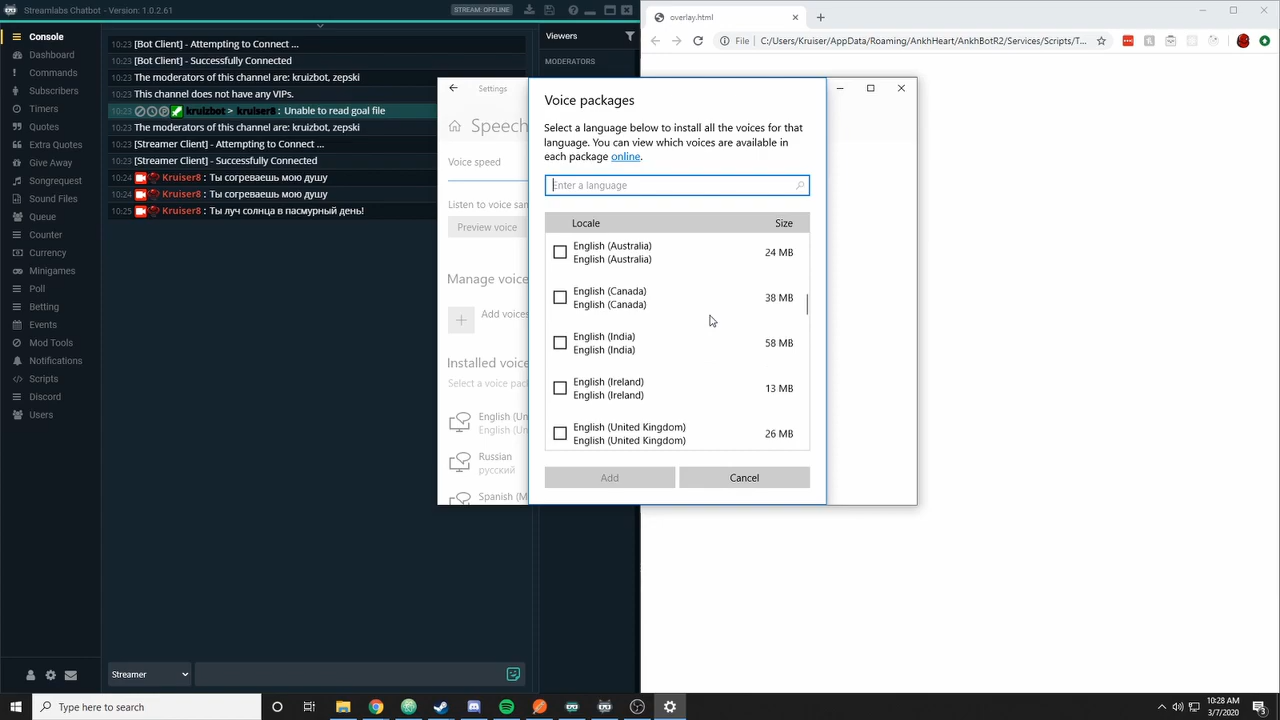 Streamlabs Chatbot - Version: 1.0.2.61
STREAM: OFFLINE
Console
Dashboard
Commands
Subscribers
Timers
Quotes
Extra Quotes
Give Away
Songrequest
Sound Files
Queue
Counter
Currency
Minigames
Poll
Betting
Events
Mod Tools
Notifications
Scripts
Discord
Users
10:23 [Bot Client] - Attempting to Connect ...
10:23 [Bot Client] - Successfully Connected
10:23 The moderators of this channel are: kruizbot, zepski
10:23 This channel does not have any VIPs.
10:23 kruizbot > kruiser8 : Unable to read goal file
10:23 The moderators of this channel are: kruizbot, zepski
10:23 [Streamer Client] - Attempting to Connect ...
10:23 [Streamer Client] - Successfully Connected
10:24 Kruiser8 : Ты согреваешь мою душу
10:24 Kruiser8 : Ты согреваешь мою душу
10:25 Kruiser8 : Ты луч солнца в пасмурный день!
Streamer
Viewers
MODERATORS
overlay.html
File
C:/Users/Kruiser/AppData/Roaming/AnkhHeart/AnkhBotR2/Services/Scripts/T...
Settings
Speech
Voice speed
Listen to voice sam
Preview voice
Manage voic
Add voices
Installed voice
Select a voice pack
English (Un
English (Un
Russian
русский
Spanish (M
Voice packages
Select a language below to install all the voices for that
language. You can view which voices are available in
each package online.
Enter a language
Locale Size
English (Australia)
English (Australia)
24 MB
English (Canada)
English (Canada)
38 MB
English (India)
English (India)
58 MB
English (Ireland)
English (Ireland)
13 MB
English (United Kingdom)
English (United Kingdom)
26 MB
Add
Cancel
Type here to search
10:28 AM
3/7/2020
3